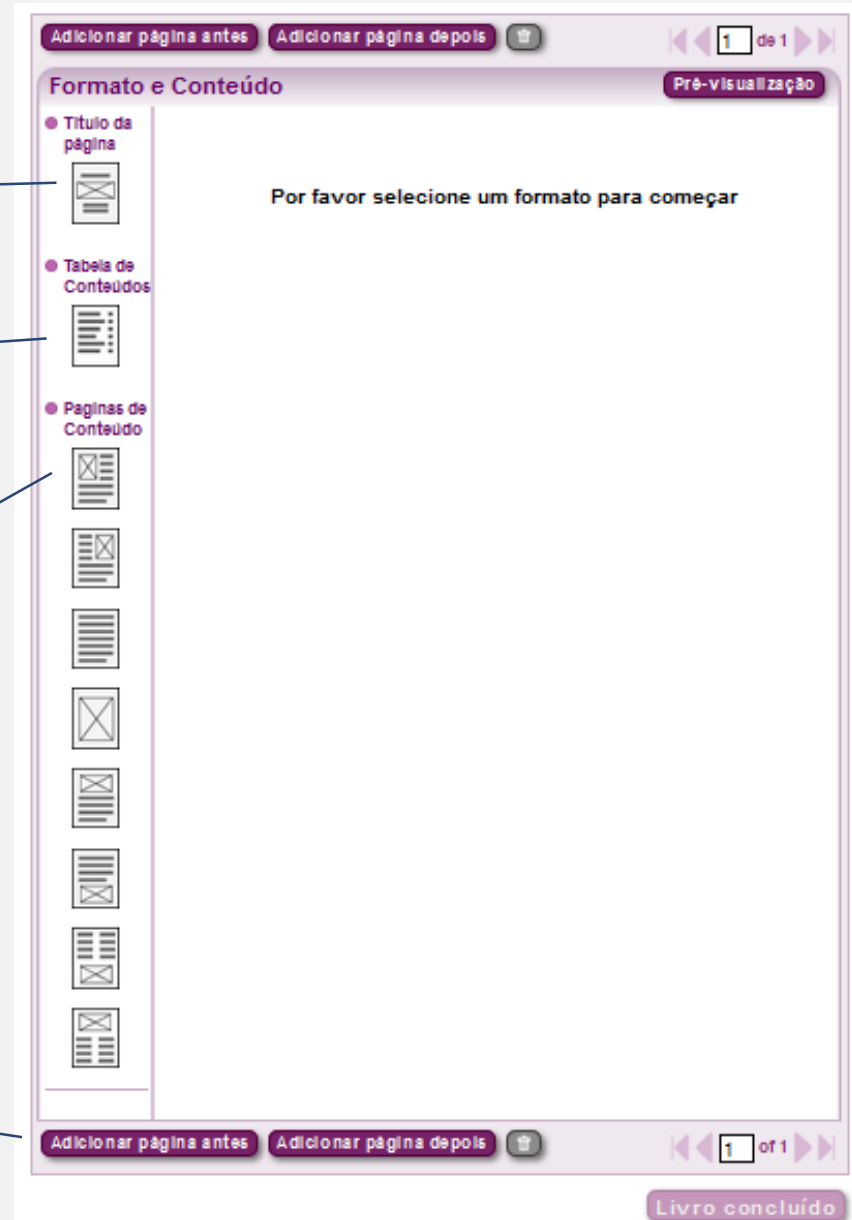 Adicionar página antes Adicionar página depois 1 de 1
Formato e Conteúdo Pré-visualização
Título da
página
Por favor selecione um formato para começar
Tabela de
Conteúdos
Paginas de
Conteúdo
Adicionar página antes Adicionar página depois 1 of 1
Livro concluído